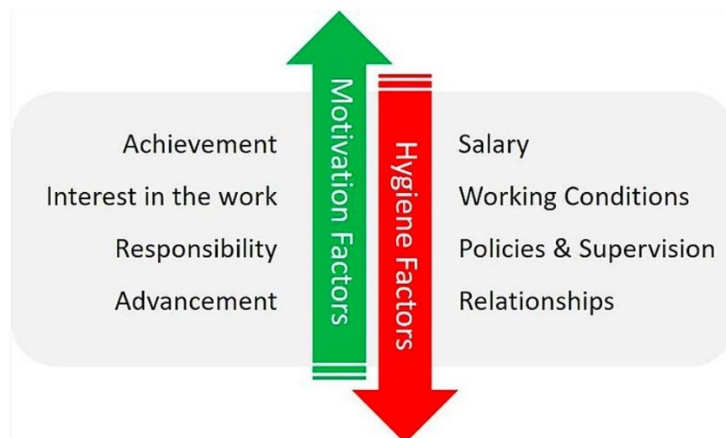 Motivation Factors
Hygiene Factors
Achievement
Interest in the work
Responsibility
Advancement
Salary
Working Conditions
Policies & Supervision
Relationships